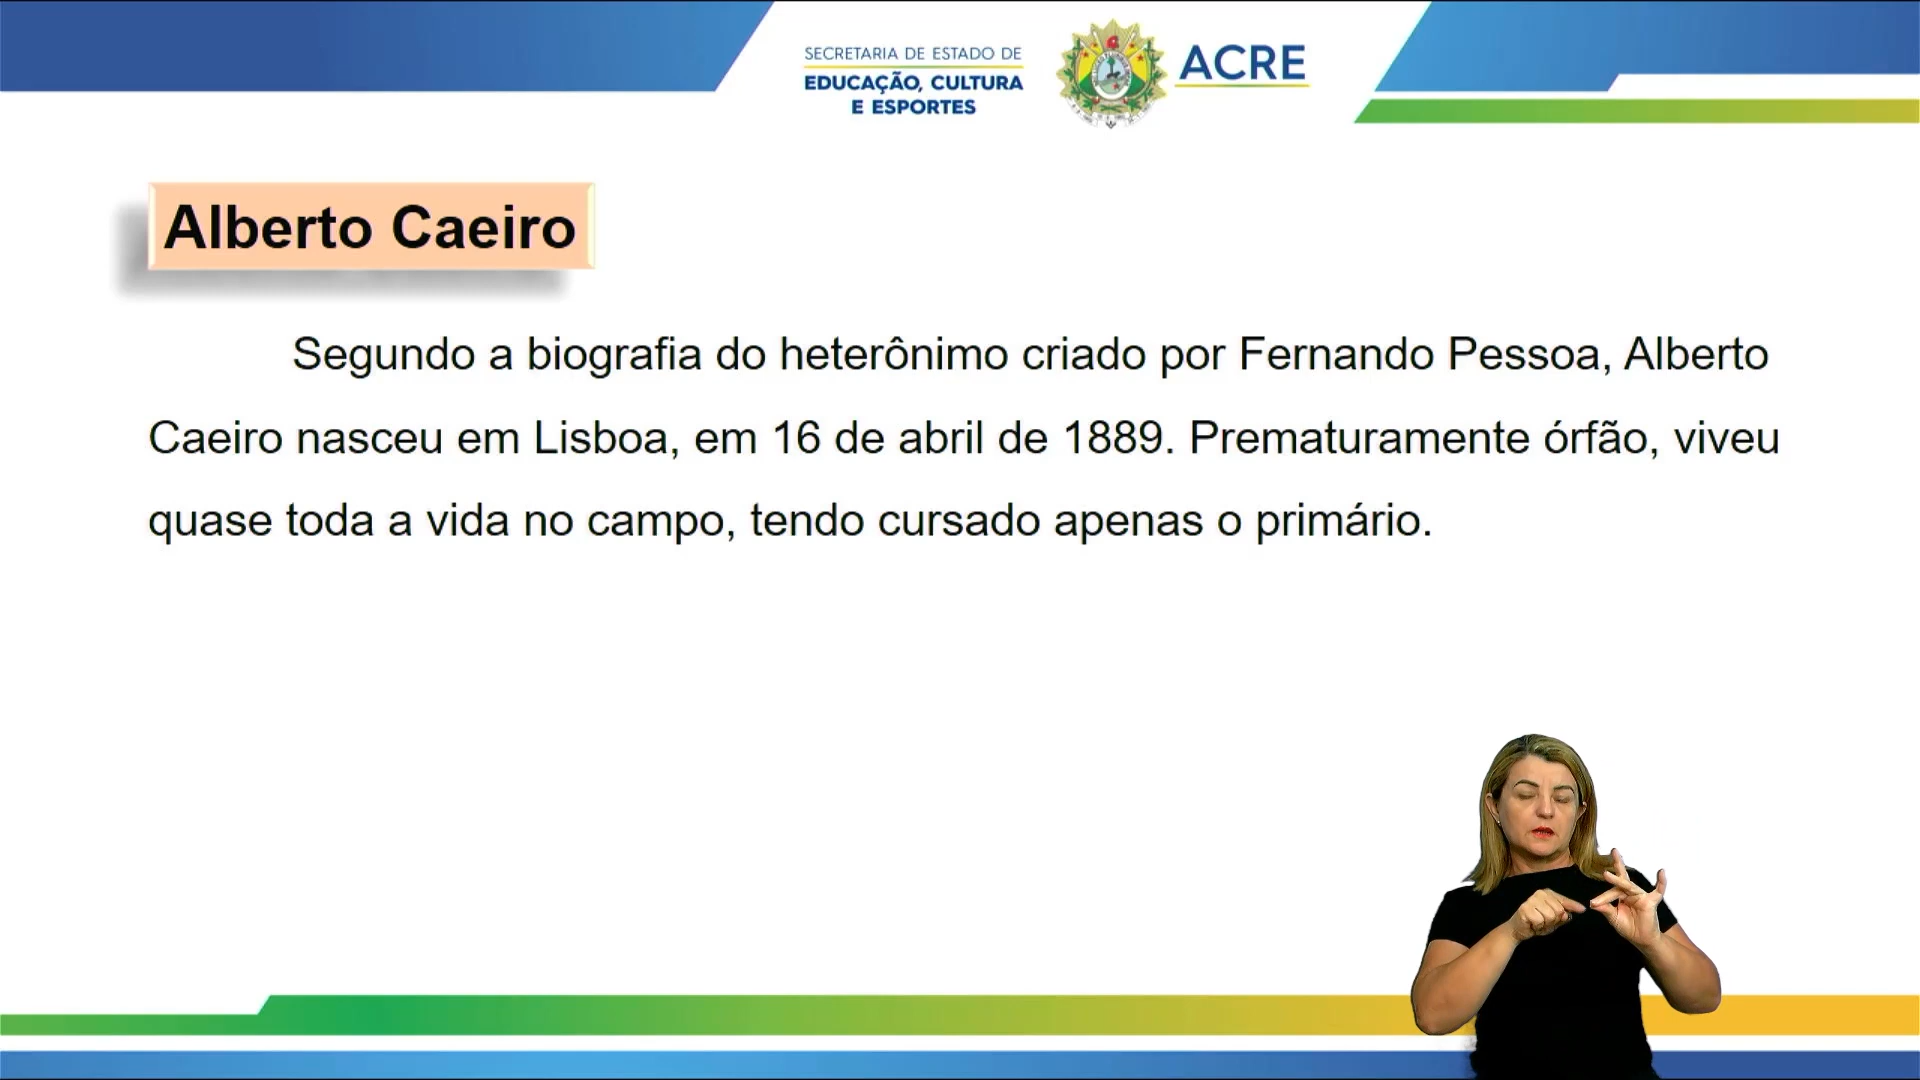 SECRETARIA DE ESTADO DE
EDUCAÇÃO, CULTURA
E ESPORTES
ACRE
Alberto Caeiro
Segundo a biografia do heterônimo criado por Fernando Pessoa, Alberto
Caeiro nasceu em Lisboa, em 16 de abril de 1889. Prematuramente órfão, viveu
quase toda a vida no campo, tendo cursado apenas o primário.